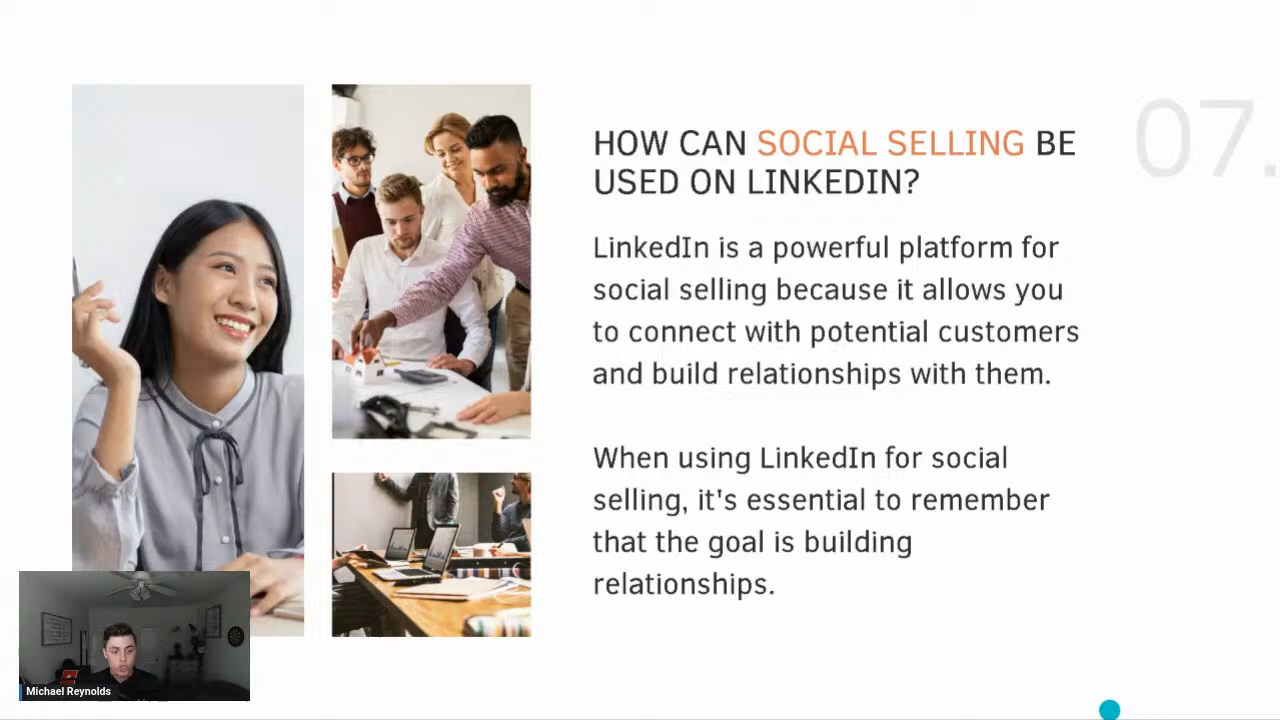 07.
HOW CAN SOCIAL SELLING BE
USED ON LINKEDIN?
LinkedIn is a powerful platform for
social selling because it allows you
to connect with potential customers
and build relationships with them.
When using LinkedIn for social
selling, it's essential to remember
that the goal is building
relationships.
Michael Reynolds